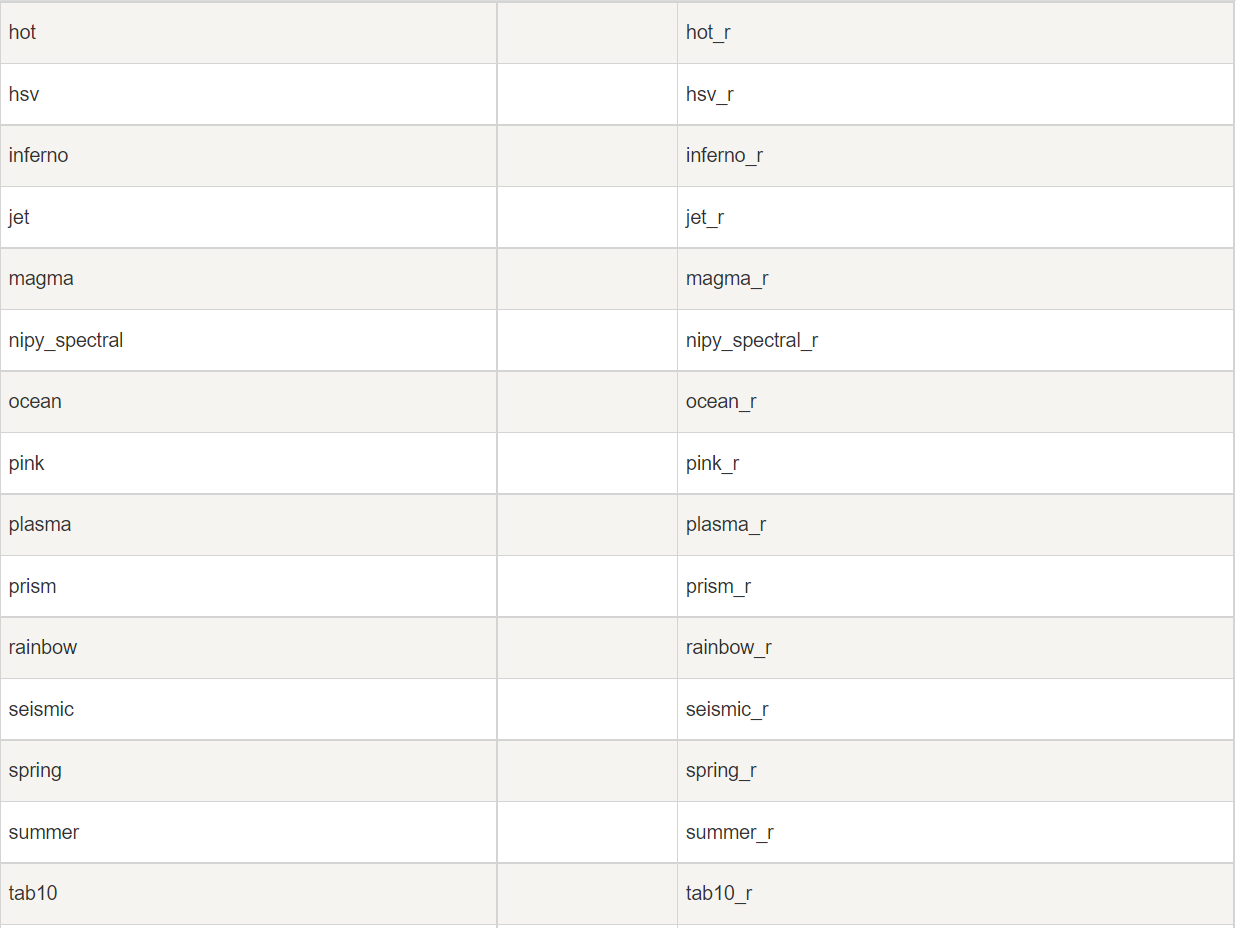 hot hot_r
hsv hsv_r
inferno inferno_r
jet jet_r
magma magma_r
nipy_spectral nipy_spectral_r
ocean ocean_r
pink pink_r
plasma plasma_r
prism prism_r
rainbow rainbow_r
seismic seismic_r
spring spring_r
summer summer_r
tab10 tab10_r